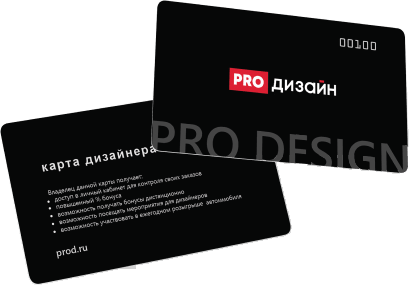 00100
PRO дизайн
PRO DESIGN
карта дизайнера
Владелец данной карты получает:
• доступ в личный кабинет для контроля своих заказов
• повышенный % бонуса
• возможность получать бонусы дистанционно
• возможность посещать мероприятия для дизайнеров
• возможность участвовать в ежегодном розыгрыше автомобиля
prod.ru